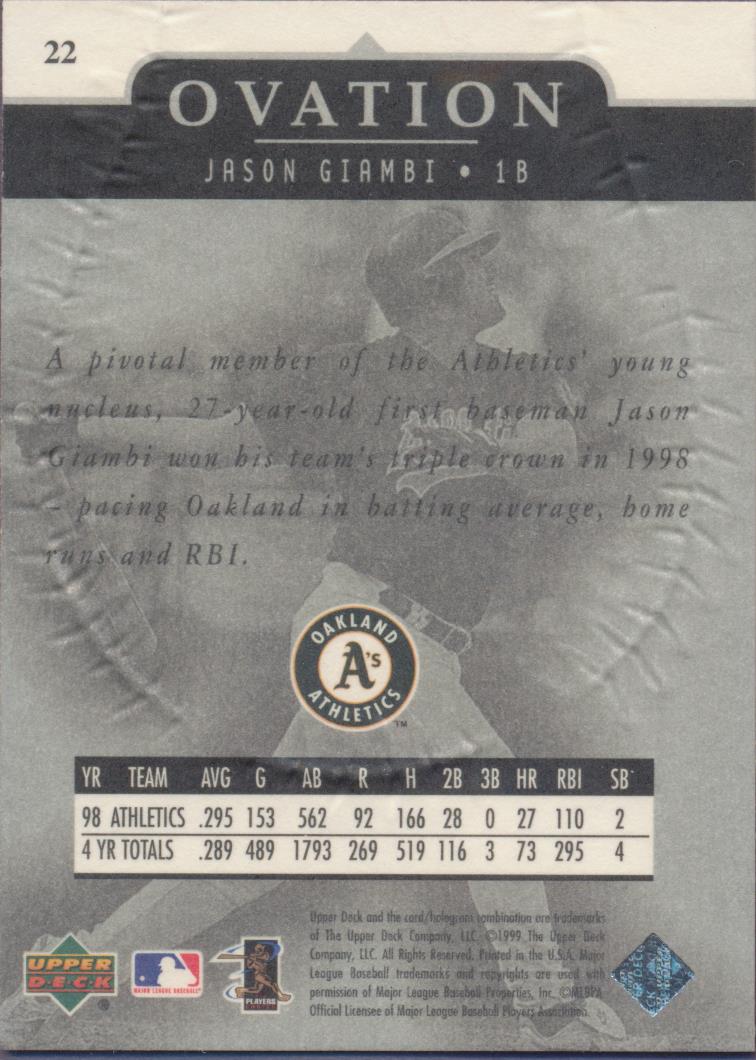 22
OVATION
JASON GIAMBI • 1B
A pivotal member of the Athletics' young
nucleus, 27-year-old first baseman Jason
Giambi won his team's triple crown in 1998
– pacing Oakland in batting average, home
runs and RBI.
OAKLAND
A's
ATHLETICS
TM
YR TEAM AVG G AB R H 2B 3B HR RBI SB
98 ATHLETICS .295 153 562 92 166 28 0 27 110 2
4 YR TOTALS .289 489 1793 269 519 116 3 73 295 4
Upper Deck and the card/hologram combination are trademarks
of The Upper Deck Company, LLC. ©1999 The Upper Deck
Company, LLC. All Rights Reserved. Printed in the U.S.A. Major
League Baseball trademarks and copyrights are used with
permission of Major League Baseball Properties, Inc. ©MLBPA
Official Licensee of Major League Baseball Players Association.
UPPER
DECK
®
MAJOR LEAGUE BASEBALL
PLAYERS